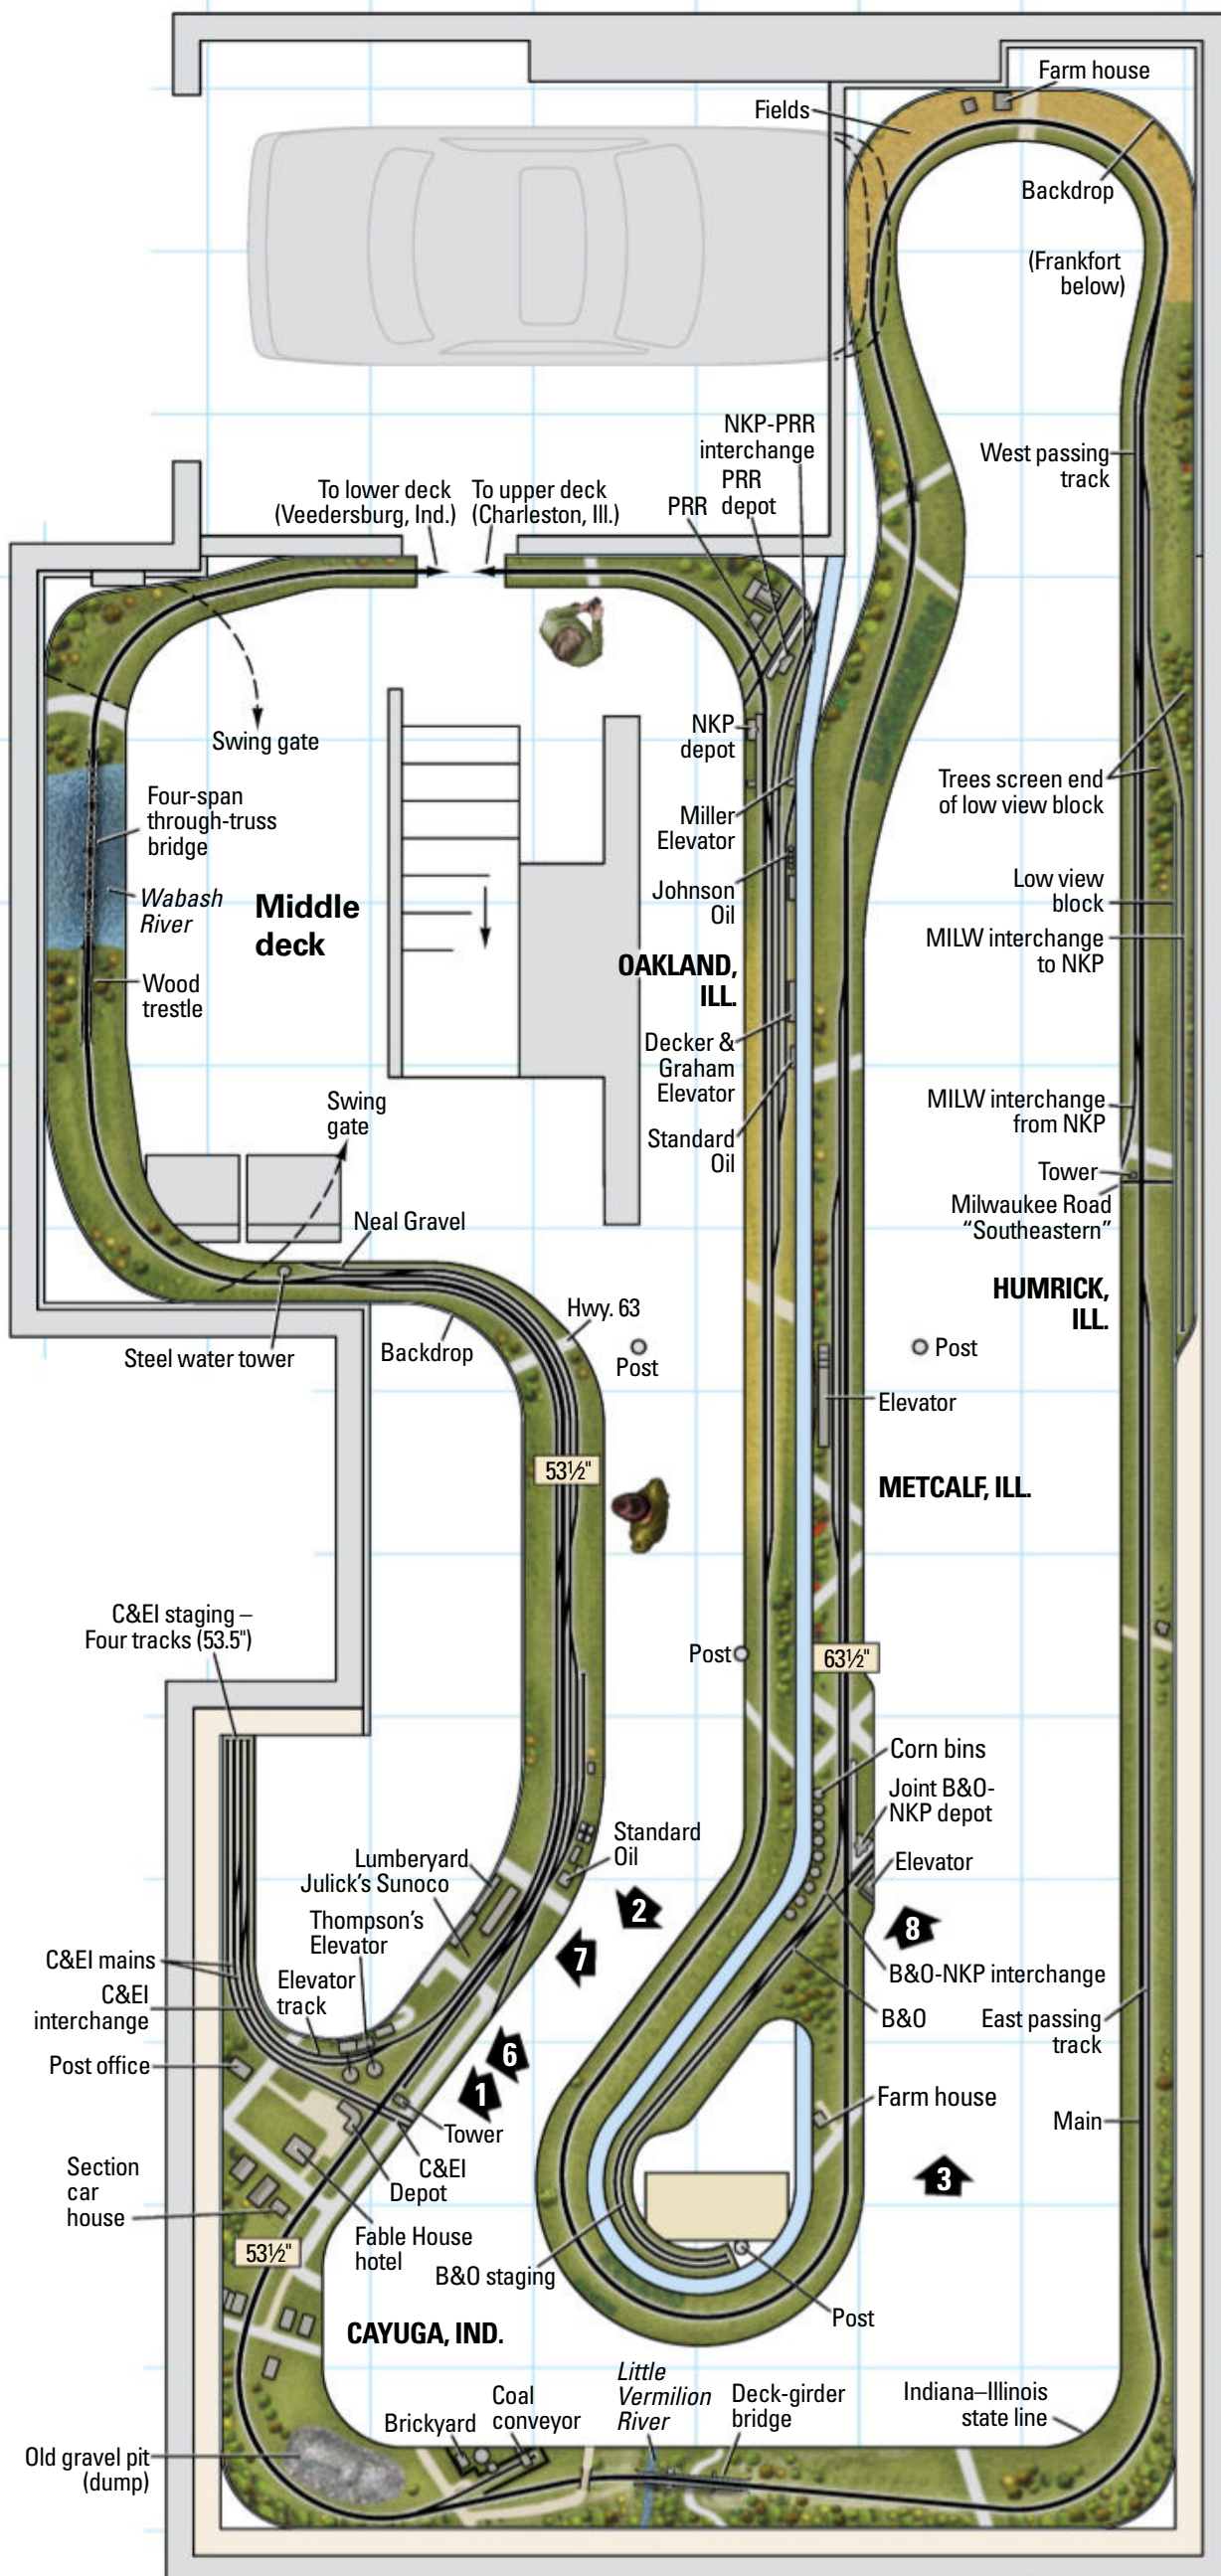 Farm house
Fields
Backdrop
(Frankfort
below)
NKP-PRR
interchange
West passing
track
PRR
depot
PRR
To lower deck
(Veedersburg, Ind.)
To upper deck
(Charleston, Ill.)
Swing gate
NKP
depot
Trees screen end
of low view block
Four-span
through-truss
bridge
Miller
Elevator
Wabash
River
Middle
deck
Johnson
Oil
Low view
block
MILW interchange
to NKP
OAKLAND,
ILL.
Wood
trestle
Decker &
Graham
Elevator
Swing
gate
MILW interchange
from NKP
Standard
Oil
Tower
Milwaukee Road
“Southeastern”
Neal Gravel
HUMRICK,
ILL.
Hwy. 63
Post
Post
Steel water tower
Backdrop
Elevator
53½"
METCALF, ILL.
C&EI staging –
Four tracks (53.5")
Post
63½"
Corn bins
Joint B&O-
NKP depot
Standard
Oil
Lumberyard
Julick’s Sunoco
Elevator
2
Thompson’s
Elevator
8
7
C&EI mains
Elevator
track
B&O-NKP interchange
C&EI
interchange
B&O
East passing
track
Post office
6
1
Farm house
Main
Tower
C&EI
Depot
Section
car
house
3
Fable House
hotel
53½"
B&O staging
Post
CAYUGA, IND.
Little
Vermilion
River
Deck-girder
bridge
Indiana–Illinois
state line
Coal
conveyor
Brickyard
Old gravel pit
(dump)